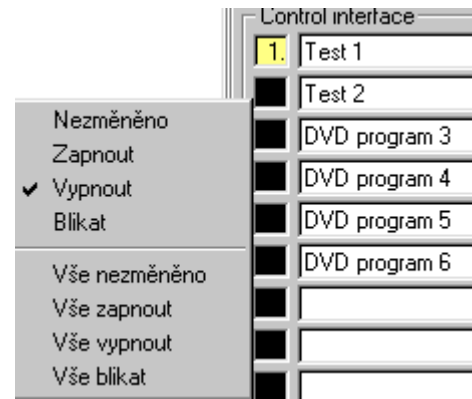 Control interface
1. Test 1
Test 2
DVD program 3
DVD program 4
DVD program 5
DVD program 6
Nezměněno
Zapnout
Vypnout
Blikat
Vše nezměněno
Vše zapnout
Vše vypnout
Vše blikat